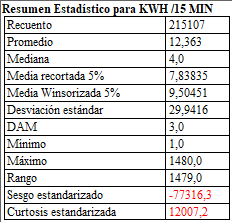 Resumen Estadístico para KWH /15 MIN
Recuento 215107
Promedio 12,363
Mediana 4,0
Media recortada 5% 7,83835
Media Winsorizada 5% 9,50451
Desviación estándar 29,9416
DAM 3,0
Mínimo 1,0
Máximo 1480,0
Rango 1479,0
Sesgo estandarizado -77316,3
Curtosis estandarizada 12007,2